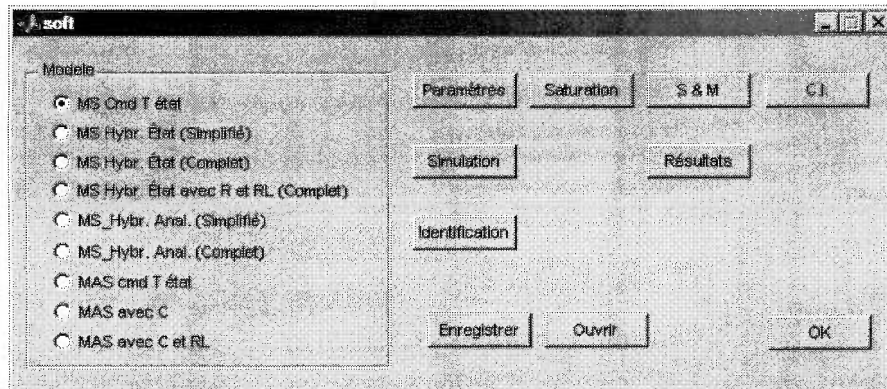 soft
Modele
MS Cmd T état
MS Hybr. État (Simplifié)
MS Hybr. État (Complet)
MS Hybr. État avec R et RL (Complet)
MS_Hybr. Anal. (Simplifié)
MS_Hybr. Anal. (Complet)
MAS cmd T état
MAS avec C
MAS avec C et RL
Paramétres Saturation S & M C.I.
Simulation Résultats
Identification
Enregistrer Ouvrir OK